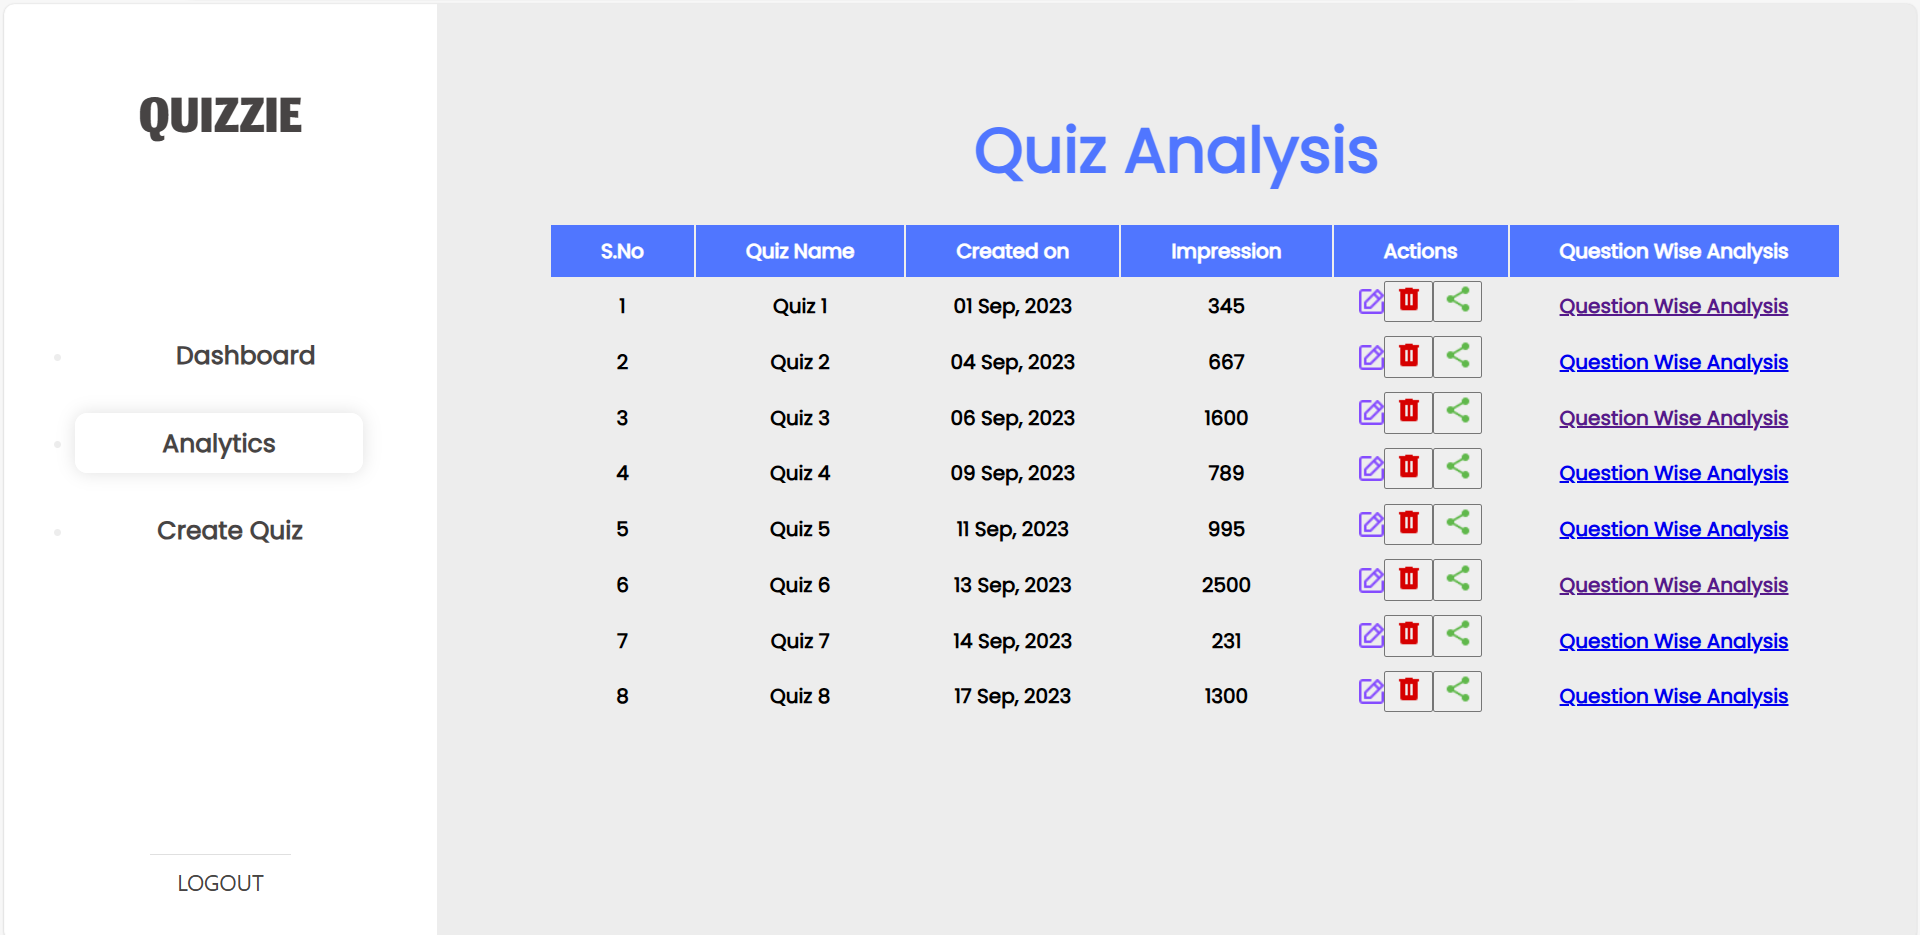 QUIZZIE
Dashboard
Analytics
Create Quiz
LOGOUT
Quiz Analysis
S.No Quiz Name Created on Impression Actions Question Wise Analysis
1 Quiz 1 01 Sep, 2023 345 Question Wise Analysis
2 Quiz 2 04 Sep, 2023 667 Question Wise Analysis
3 Quiz 3 06 Sep, 2023 1600 Question Wise Analysis
4 Quiz 4 09 Sep, 2023 789 Question Wise Analysis
5 Quiz 5 11 Sep, 2023 995 Question Wise Analysis
6 Quiz 6 13 Sep, 2023 2500 Question Wise Analysis
7 Quiz 7 14 Sep, 2023 231 Question Wise Analysis
8 Quiz 8 17 Sep, 2023 1300 Question Wise Analysis